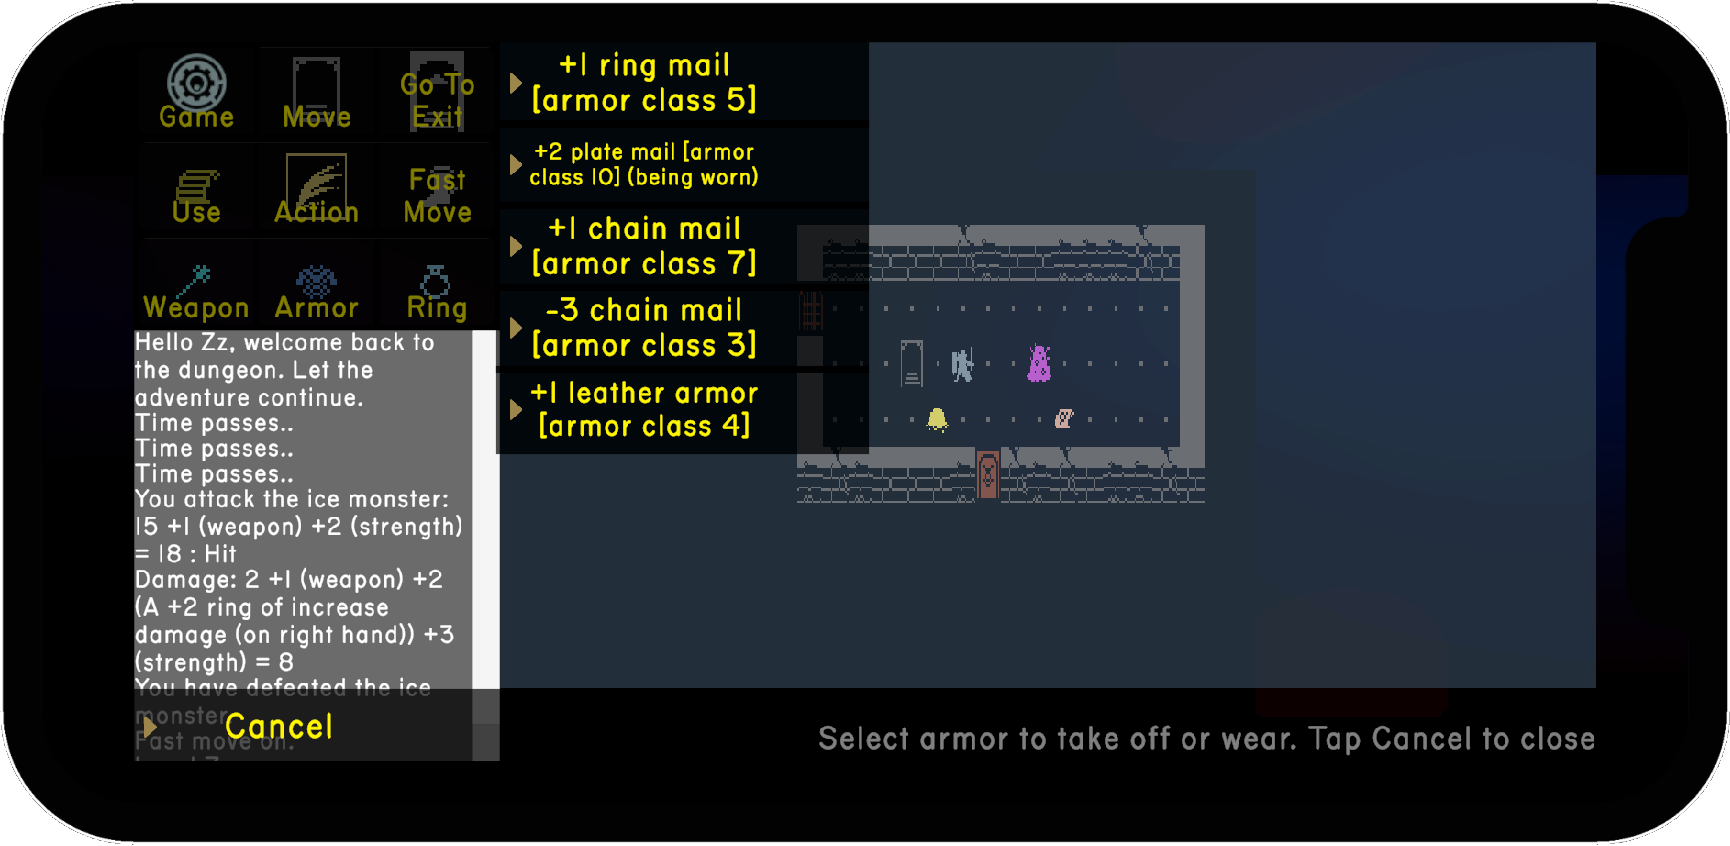 Game
Move
Go To
Exit
Use
Action
Fast
Move
Weapon
Armor
Ring
+1 ring mail
[armor class 5]
+2 plate mail [armor
class 10] (being worn)
+1 chain mail
[armor class 7]
-3 chain mail
[armor class 3]
+1 leather armor
[armor class 4]
Hello Zz, welcome back to
the dungeon. Let the
adventure continue.
Time passes..
Time passes..
Time passes..
You attack the ice monster:
15 +1 (weapon) +2 (strength)
= 18 : Hit
Damage: 2 +1 (weapon) +2
(A +2 ring of increase
damage (on right hand)) +3
(strength) = 8
You have defeated the ice
monster
Fast move on.
Cancel
Select armor to take off or wear. Tap Cancel to close